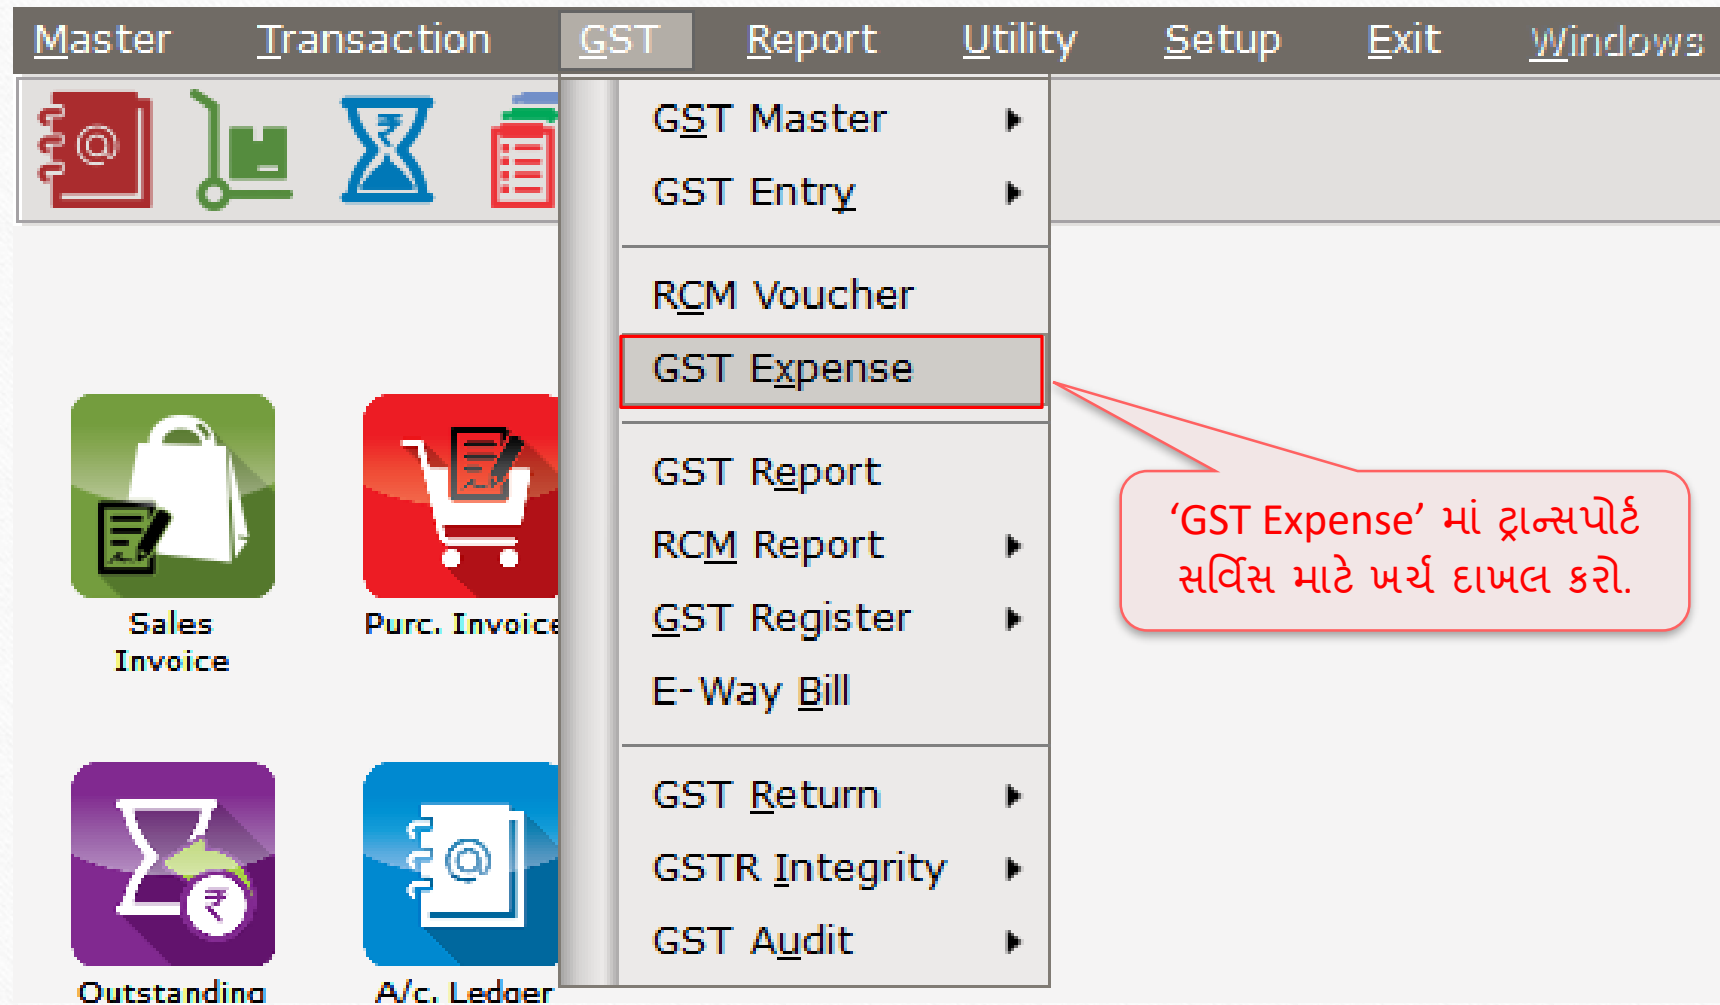 Master Transaction GST Report Utility Setup Exit Windows
GST Master
GST Entry
RCM Voucher
GST Expense
GST Report
RCM Report
GST Register
E-Way Bill
GST Return
GSTR Integrity
GST Audit
‘GST Expense’ માં ટ્રાન્સપોર્ટ
સર્વિસ માટે ખર્ચ દાખલ કરો.
Sales
Invoice
Purc. Invoice
Outstanding
A/c. Ledger